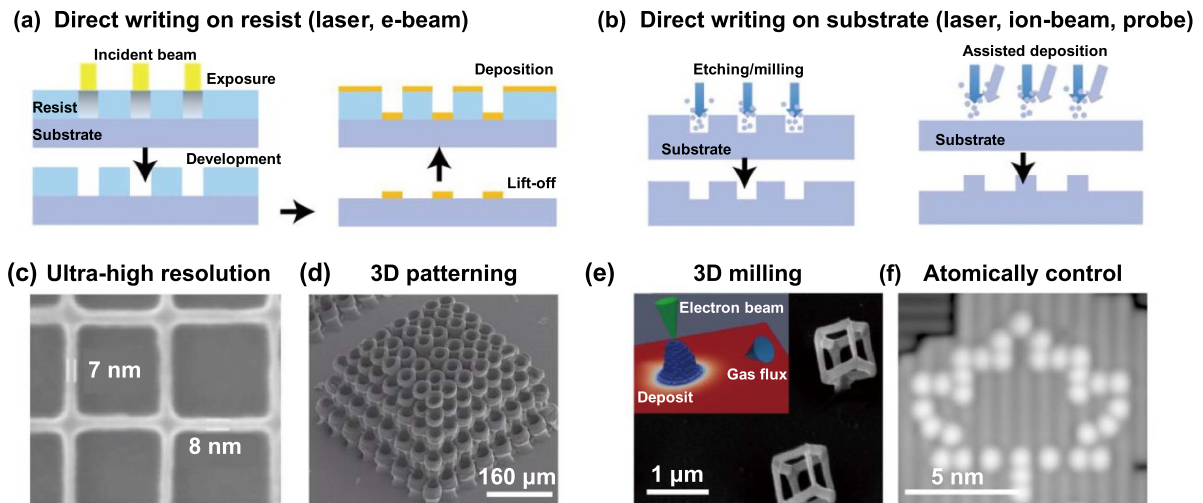 (a) Direct writing on resist (laser, e-beam)
Incident beam
Exposure
Resist
Substrate
Development
Deposition
Lift-off
(b) Direct writing on substrate (laser, ion-beam, probe)
Etching/milling
Substrate
Assisted deposition
Substrate
(c) Ultra-high resolution
7 nm
8 nm
(d) 3D patterning
160 μm
(e) 3D milling
Electron beam
Gas flux
Deposit
1 μm
(f) Atomically control
5 nm